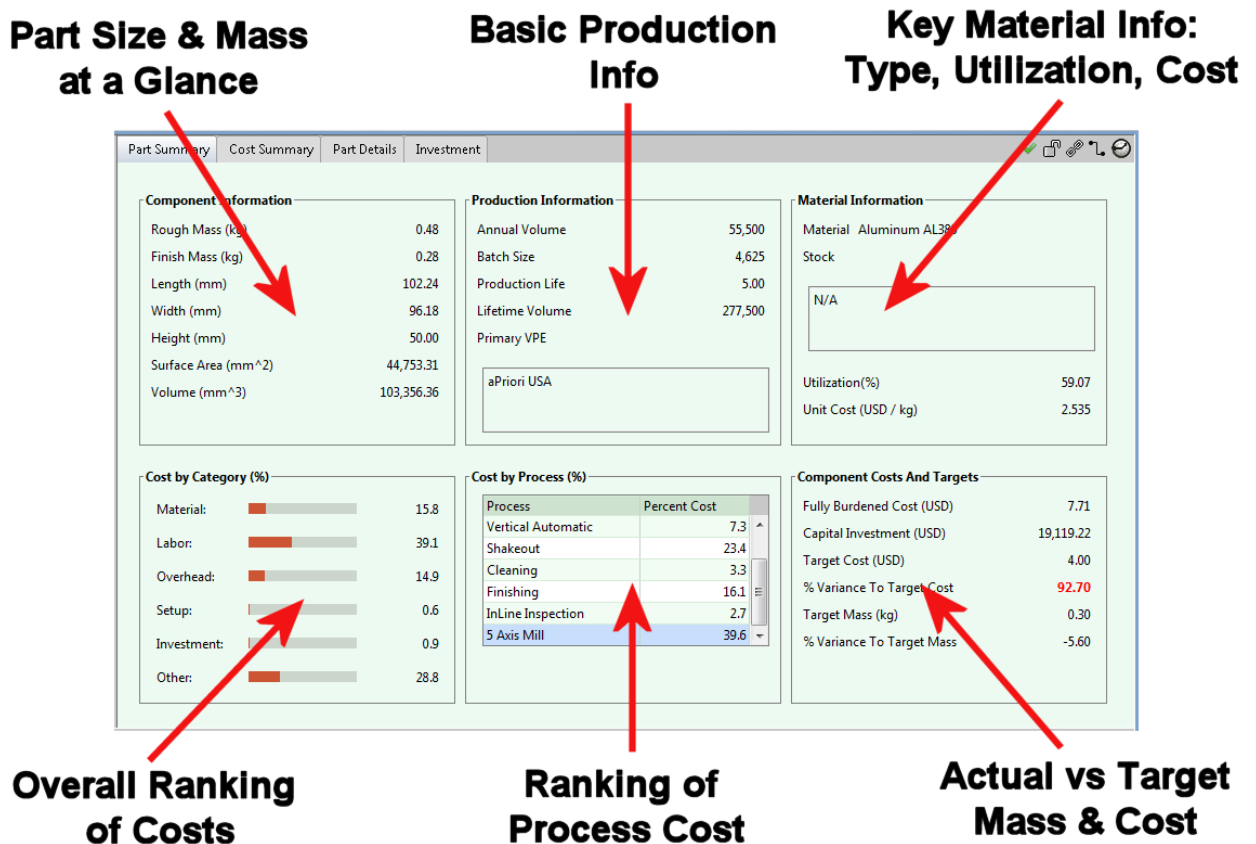 Part Size & Mass
at a Glance
Basic Production
Info
Key Material Info:
Type, Utilization, Cost
Part Summary Cost Summary Part Details Investment
Component Information
Rough Mass (kg) 0.48
Finish Mass (kg) 0.28
Length (mm) 102.24
Width (mm) 96.18
Height (mm) 50.00
Surface Area (mm^2) 44,753.31
Volume (mm^3) 103,356.36
Production Information
Annual Volume 55,500
Batch Size 4,625
Production Life 5.00
Lifetime Volume 277,500
Primary VPE
aPriori USA
Material Information
Material Aluminum AL380
Stock
N/A
Utilization(%) 59.07
Unit Cost (USD / kg) 2.535
Cost by Category (%)
Material: 15.8
Labor: 39.1
Overhead: 14.9
Setup: 0.6
Investment: 0.9
Other: 28.8
Cost by Process (%)
Process Percent Cost
Vertical Automatic 7.3
Shakeout 23.4
Cleaning 3.3
Finishing 16.1
InLine Inspection 2.7
5 Axis Mill 39.6
Component Costs And Targets
Fully Burdened Cost (USD) 7.71
Capital Investment (USD) 19,119.22
Target Cost (USD) 4.00
% Variance To Target Cost 92.70
Target Mass (kg) 0.30
% Variance To Target Mass -5.60
Overall Ranking
of Costs
Ranking of
Process Cost
Actual vs Target
Mass & Cost